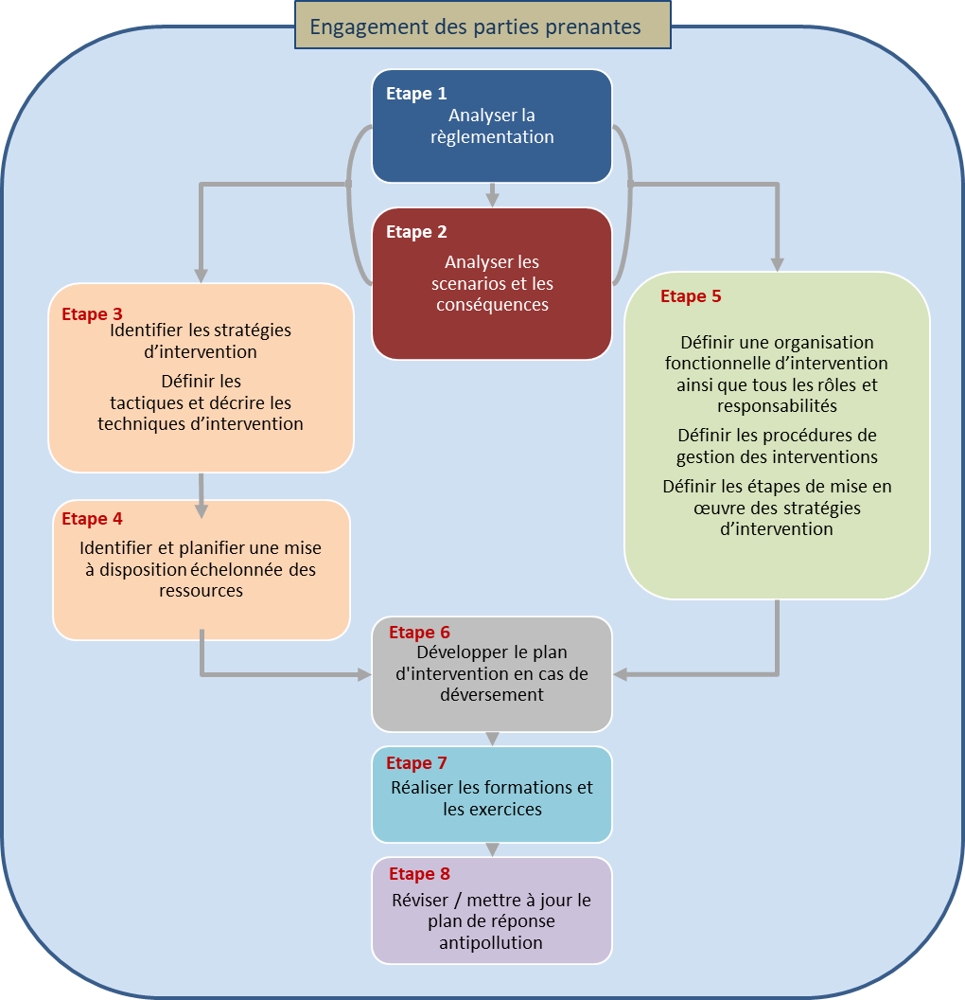 Engagement des parties prenantes
Etape 1
Analyser la
règlementation
Etape 2
Analyser les
scenarios et les
conséquences
Etape 3
Identifier les stratégies
d’intervention
Définir les
tactiques et décrire les
techniques d’intervention
Etape 4
Identifier et planifier une mise
à disposition échelonnée des
ressources
Etape 5
Définir une organisation
fonctionnelle d’intervention
ainsi que tous les rôles et
responsabilités
Définir les procédures de
gestion des interventions
Définir les étapes de mise en
œuvre des stratégies
d’intervention
Etape 6
Développer le plan
d'intervention en cas de
déversement
Etape 7
Réaliser les formations et
les exercices
Etape 8
Réviser / mettre à jour le
plan de réponse
antipollution